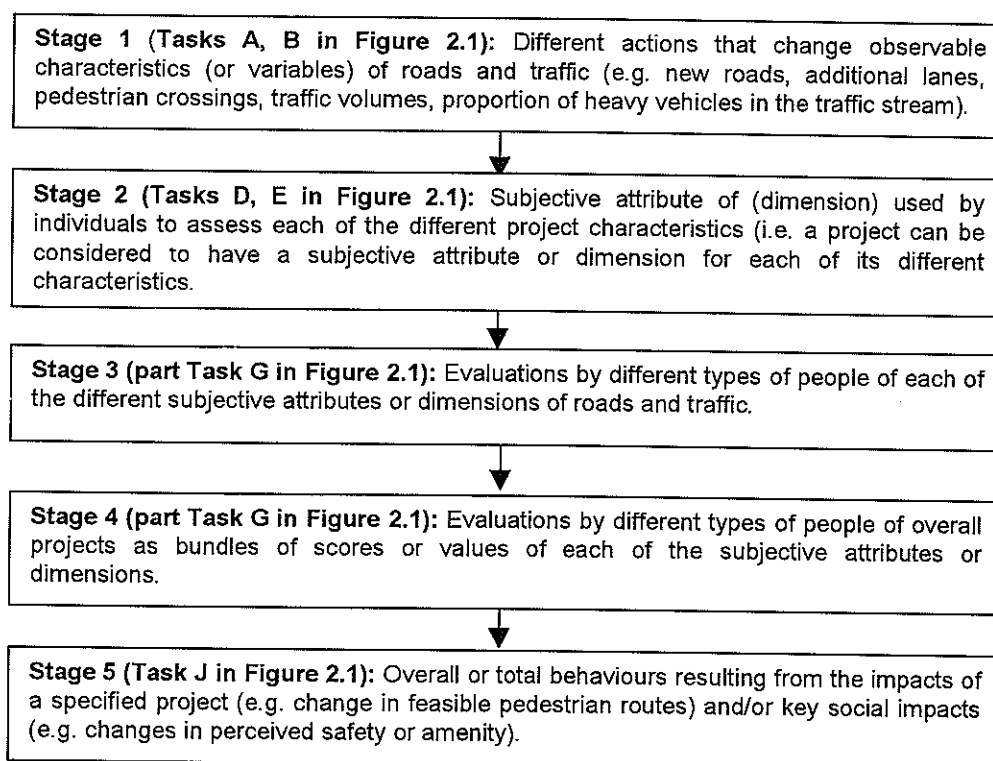 Stage 1 (Tasks A, B in Figure 2.1): Different actions that change observable
characteristics (or variables) of roads and traffic (e.g. new roads, additional lanes,
pedestrian crossings, traffic volumes, proportion of heavy vehicles in the traffic stream).
Stage 2 (Tasks D, E in Figure 2.1): Subjective attribute of (dimension) used by
individuals to assess each of the different project characteristics (i.e. a project can be
considered to have a subjective attribute or dimension for each of its different
characteristics.
Stage 3 (part Task G in Figure 2.1): Evaluations by different types of people of each of
the different subjective attributes or dimensions of roads and traffic.
Stage 4 (part Task G in Figure 2.1): Evaluations by different types of people of overall
projects as bundles of scores or values of each of the subjective attributes or
dimensions.
Stage 5 (Task J in Figure 2.1): Overall or total behaviours resulting from the impacts of
a specified project (e.g. change in feasible pedestrian routes) and/or key social impacts
(e.g. changes in perceived safety or amenity).